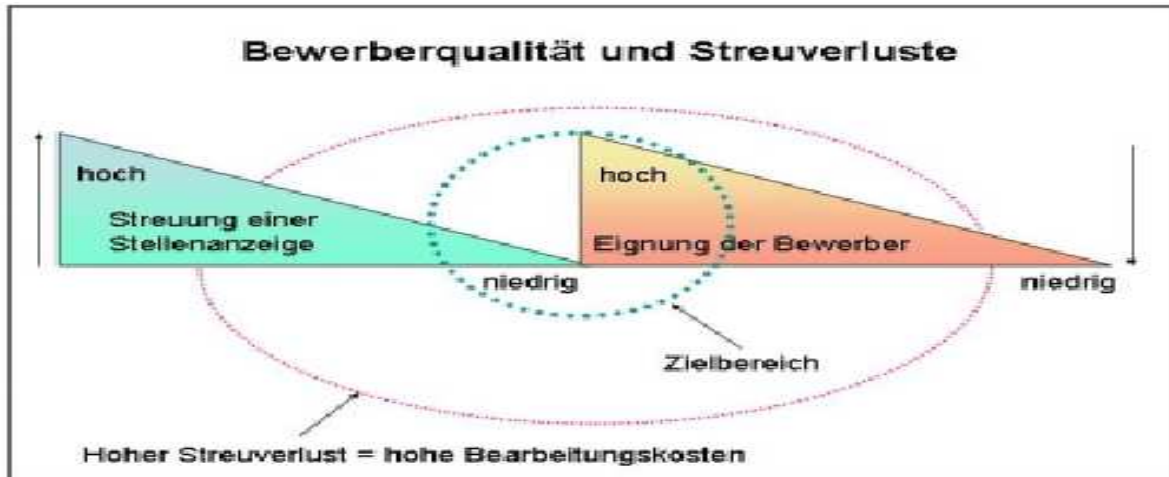 Bewerberqualität und Streuverluste
hoch
Streuung einer
Stellenanzeige
niedrig
hoch
Eignung der Bewerber
niedrig
Zielbereich
Hoher Streuverlust = hohe Bearbeitungskosten